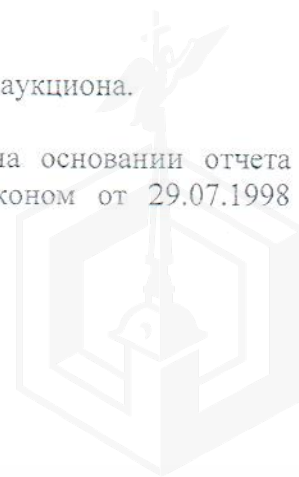 аукциона.
на основании отчета
коном от 29.07.1998